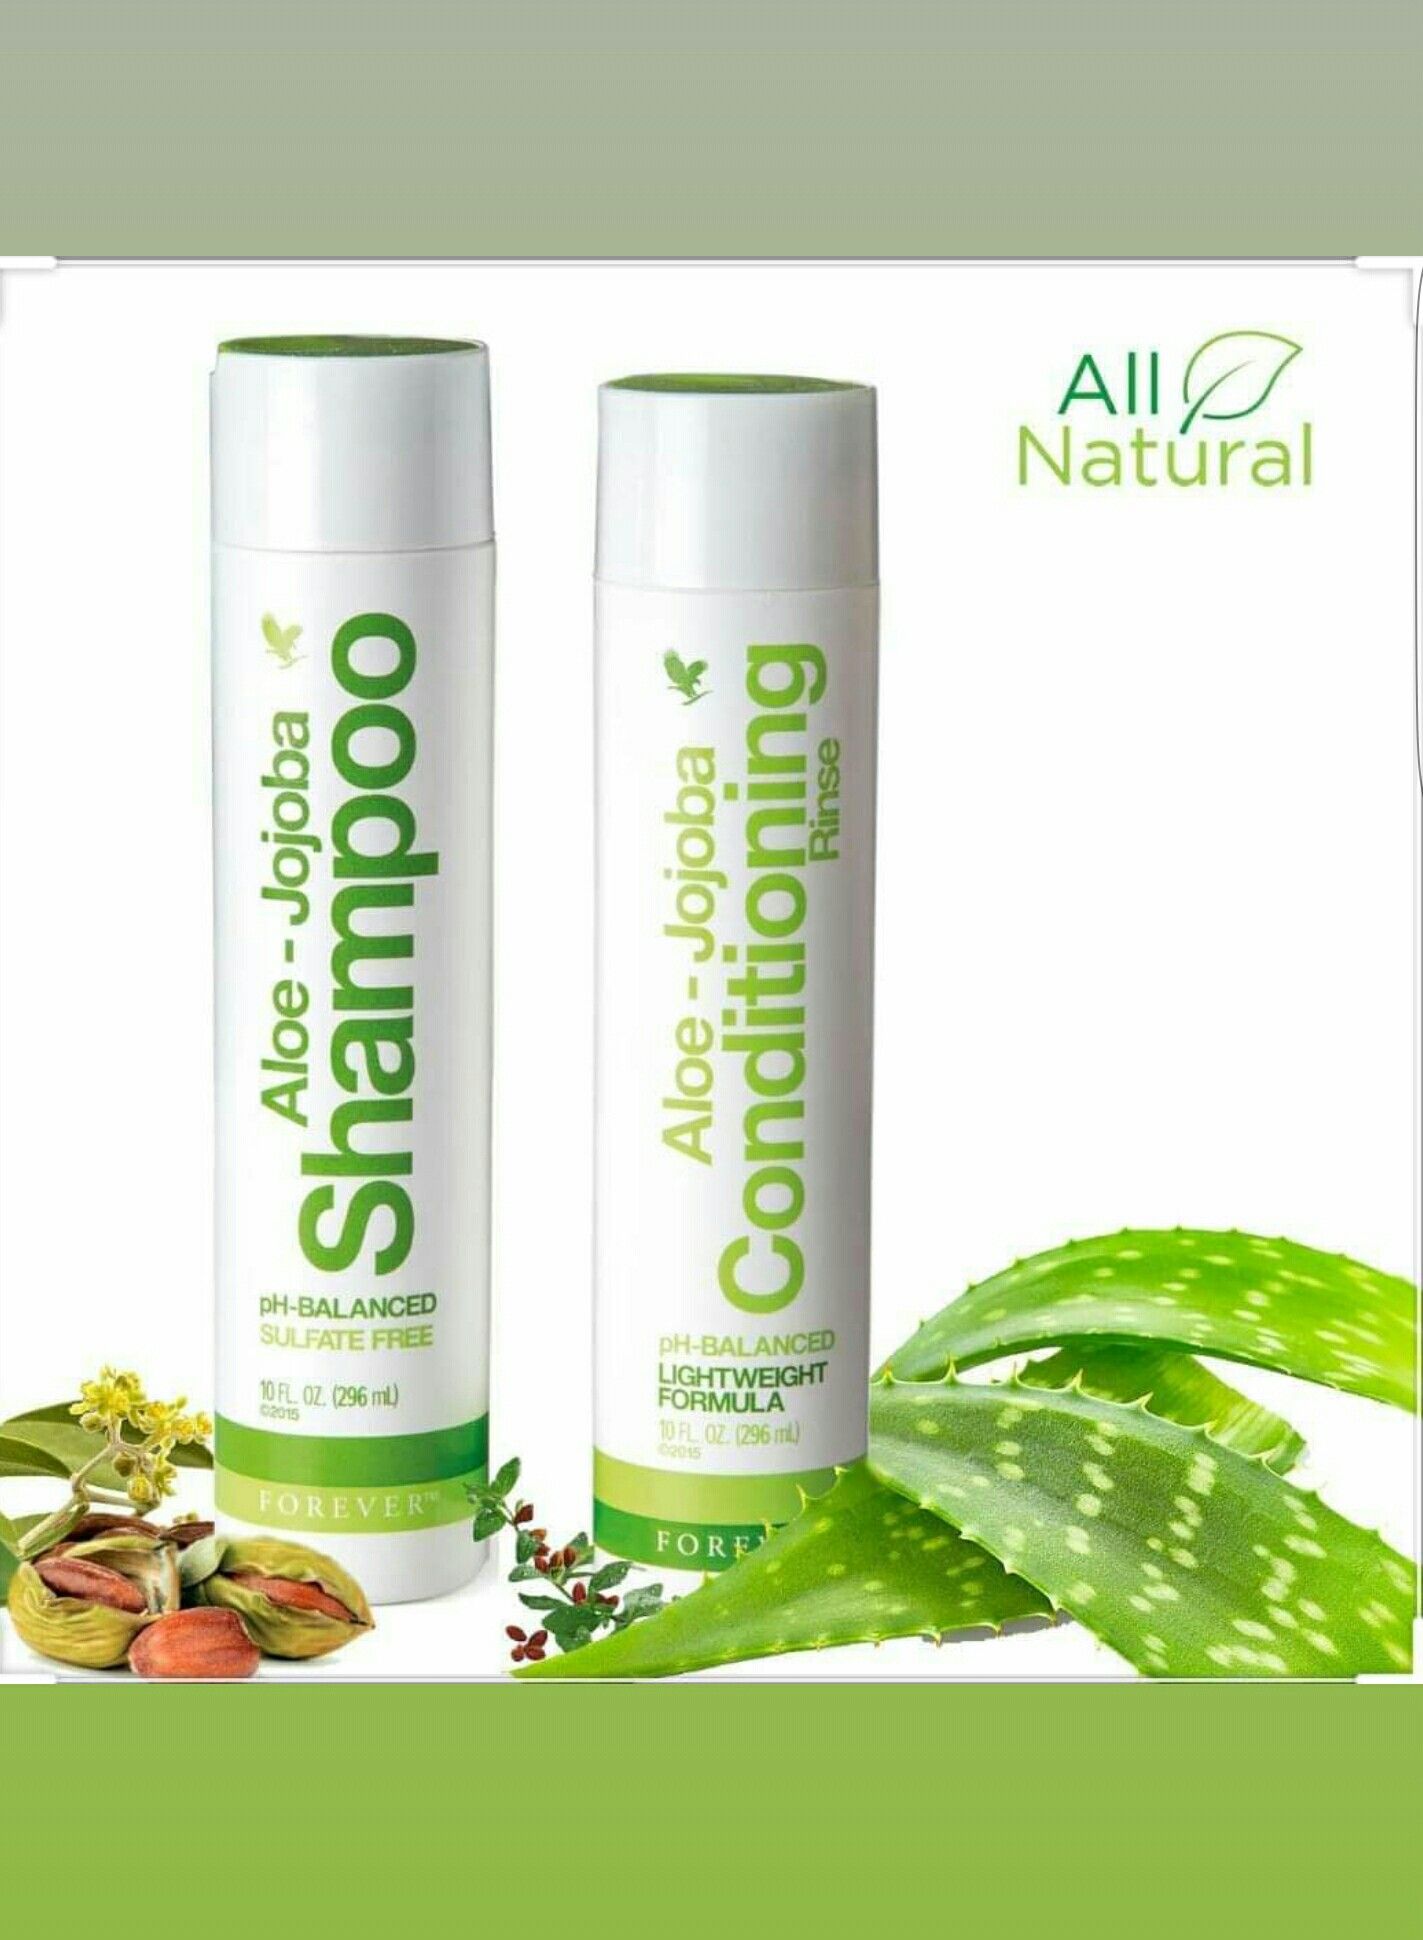 All
Natural
Aloe - Jojoba
Shampoo
pH-BALANCED
SULFATE FREE
10 FL. OZ. (296 mL)
©2015
FOREVER™
Aloe - Jojoba
Conditioning
Rinse
pH-BALANCED
LIGHTWEIGHT
FORMULA
10 FL. OZ. (296 mL)
©2015